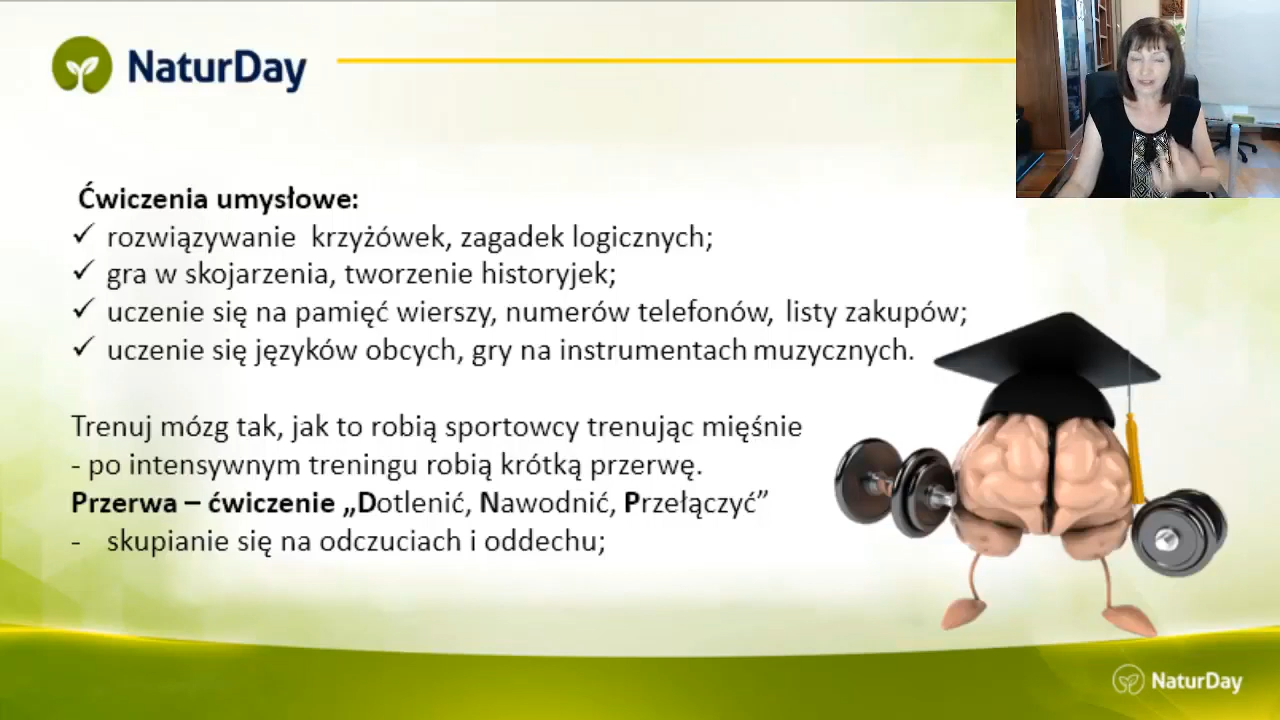 NaturDay
Ćwiczenia umysłowe:
✓ rozwiązywanie krzyżówek, zagadek logicznych;
✓ gra w skojarzenia, tworzenie historyjek;
✓ uczenie się na pamięć wierszy, numerów telefonów, listy zakupów;
✓ uczenie się języków obcych, gry na instrumentach muzycznych.
Trenuj mózg tak, jak to robią sportowcy trenując mięśnie
- po intensywnym treningu robią krótką przerwę.
Przerwa – ćwiczenie „Dotlenić, Nawodnić, Przełączyć”
- skupianie się na odczuciach i oddechu;
NaturDay